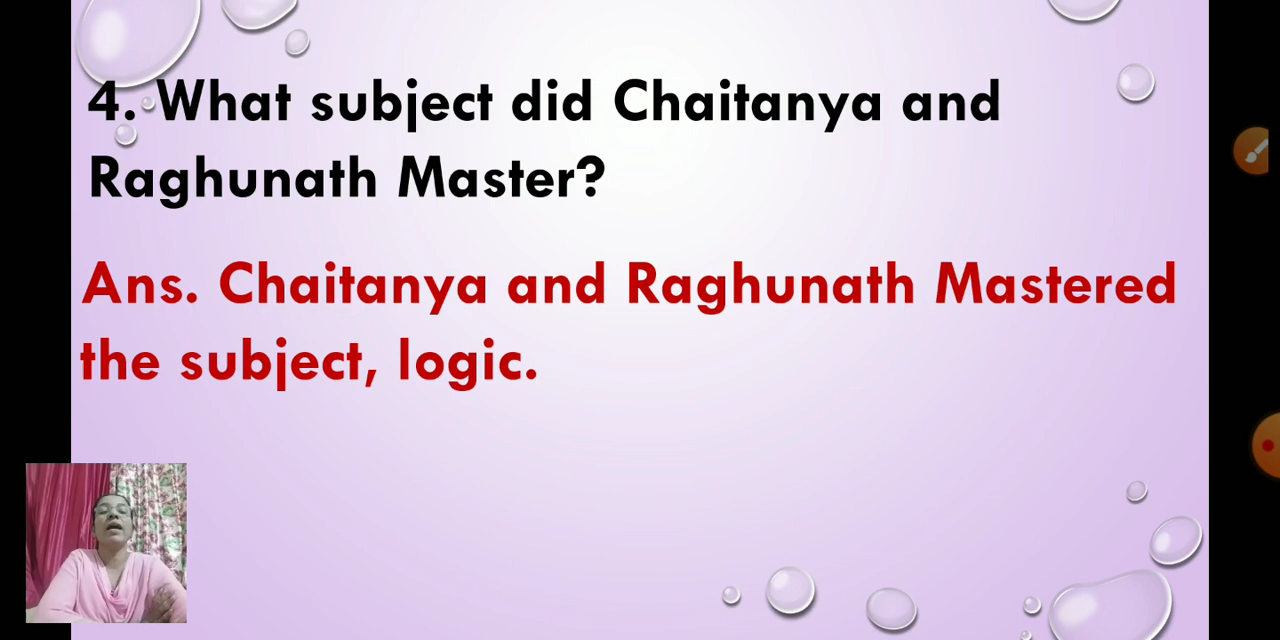 4. What subject did Chaitanya and
Raghunath Master?
Ans. Chaitanya and Raghunath Mastered
the subject, logic.